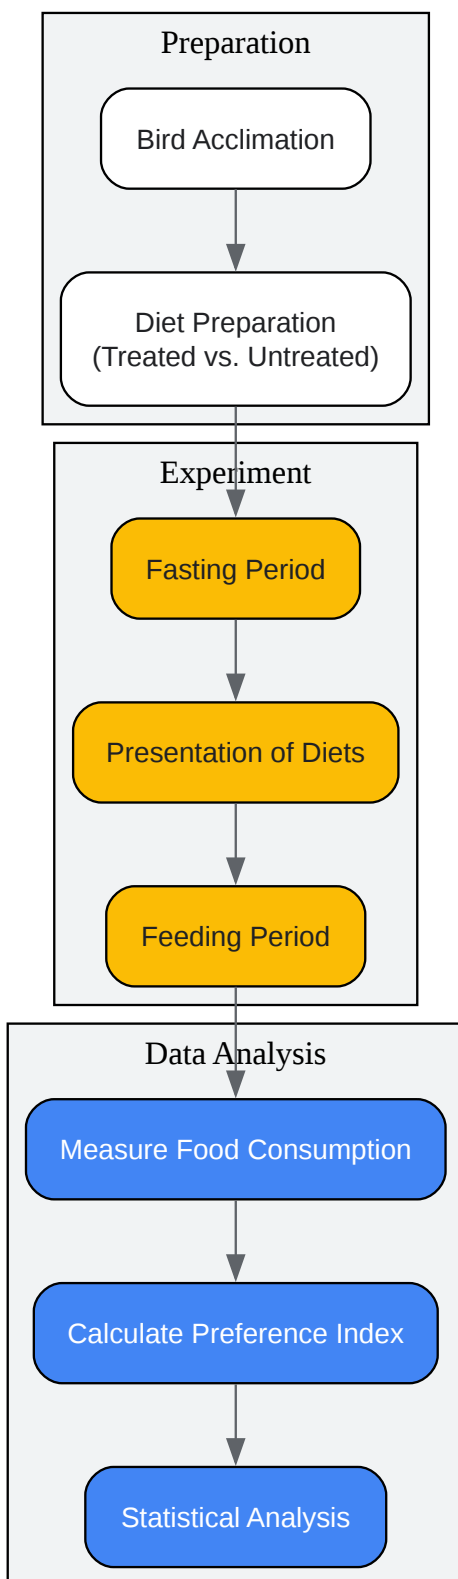 Preparation
Bird Acclimation
Diet Preparation
(Treated vs. Untreated)
Experiment
Fasting Period
Presentation of Diets
Feeding Period
Data Analysis
Measure Food Consumption
Calculate Preference Index
Statistical Analysis